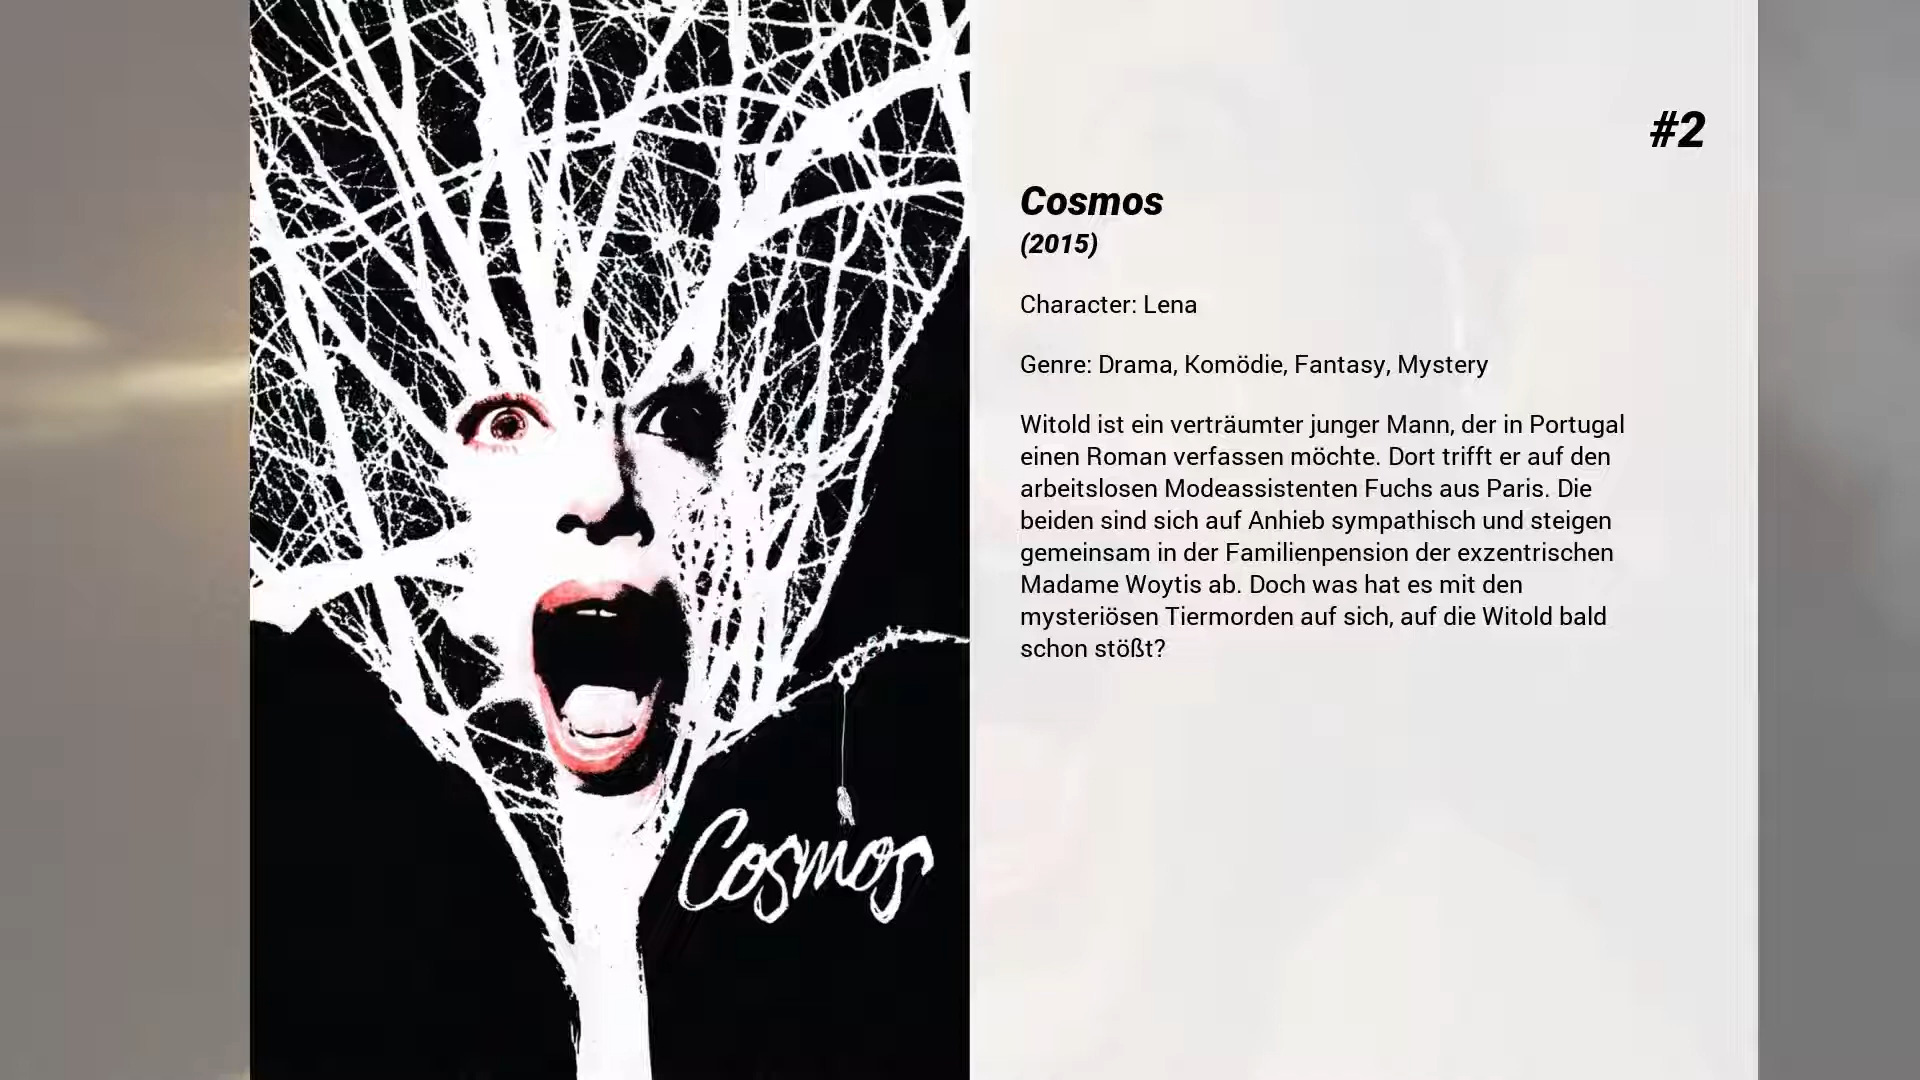 #2
Cosmos
(2015)
Character: Lena
Genre: Drama, Komödie, Fantasy, Mystery
Witold ist ein verträumter junger Mann, der in Portugal
einen Roman verfassen möchte. Dort trifft er auf den
arbeitslosen Modeassistenten Fuchs aus Paris. Die
beiden sind sich auf Anhieb sympathisch und steigen
gemeinsam in der Familienpension der exzentrischen
Madame Woytis ab. Doch was hat es mit den
mysteriösen Tiermorden auf sich, auf die Witold bald
schon stößt?
Cosmos